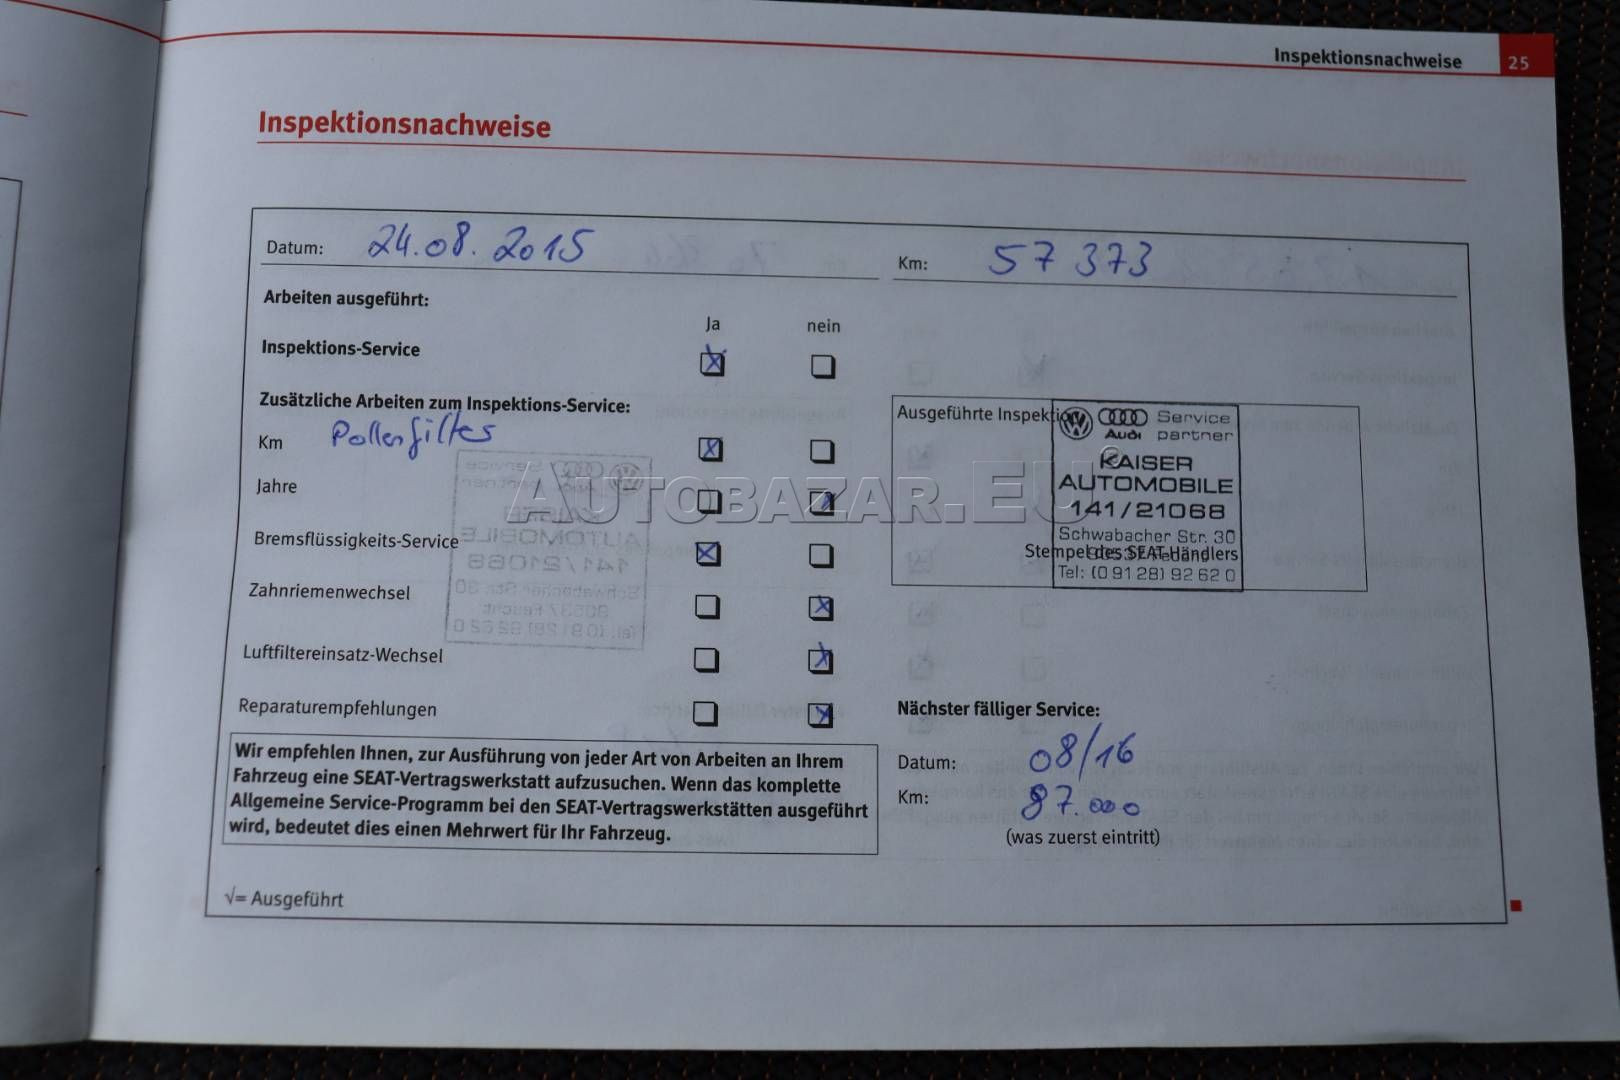 Inspektionsnachweise 25
Inspektionsnachweise
Datum: 24.08.2015 Km: 57 373
Arbeiten ausgeführt:
Ja nein
Inspektions-Service
Zusätzliche Arbeiten zum Inspektions-Service:
Km Pollenfilter
Jahre
Bremsflüssigkeits-Service
Zahnriemenwechsel
Luftfiltereinsatz-Wechsel
Reparaturempfehlungen
Ausgeführte Inspektion
Audi Service
partner
KAISER
AUTOMOBILE
141/21068
Schwabacher Str. 30
Stempel des SEAT-Händlers
Tel: (0 91 28) 92 62 0
AUTOBAZAR.EU
Wir empfehlen Ihnen, zur Ausführung von jeder Art von Arbeiten an Ihrem
Fahrzeug eine SEAT-Vertragswerkstatt aufzusuchen. Wenn das komplette
Allgemeine Service-Programm bei den SEAT-Vertragswerkstätten ausgeführt
wird, bedeutet dies einen Mehrwert für Ihr Fahrzeug.
Nächster fälliger Service:
Datum: 08/16
Km: 87.000
(was zuerst eintritt)
√= Ausgeführt